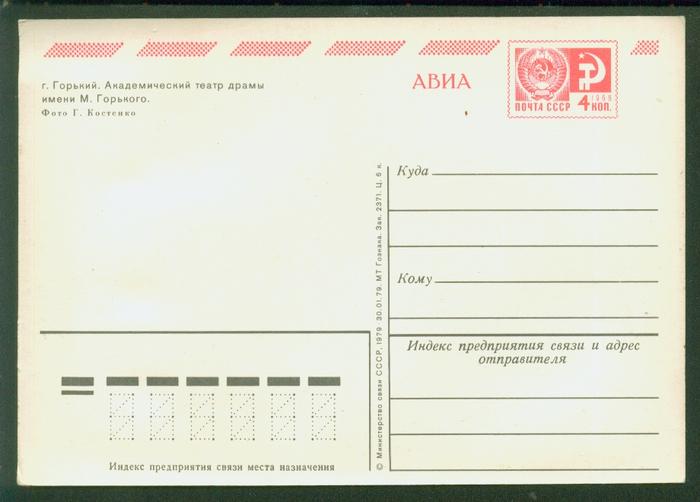 г. Горький. Академический театр драмы
имени М. Горького.
Фото Г. Костенко
АВИА
ПОЧТА СССР
1966
4 КОП.
Куда
Кому
© Министерство связи СССР, 1979 30.01.79. МТ Гознака. Зак. 2371. Ц. 6 к.
Индекс предприятия связи и адрес
отправителя
Индекс предприятия связи места назначения